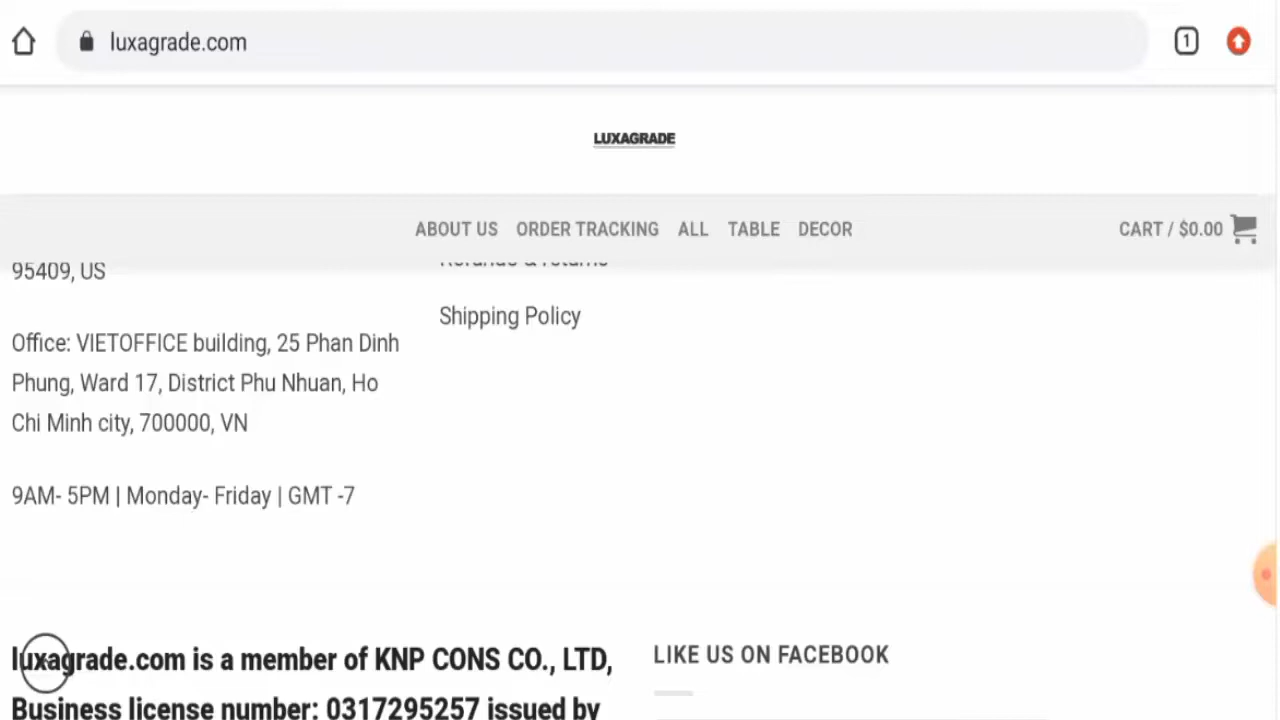 luxagrade.com
1
LUXAGRADE
ABOUT US ORDER TRACKING ALL TABLE DECOR CART / $0.00
95409, US
Refunds & returns
Shipping Policy
Office: VIETOFFICE building, 25 Phan Dinh
Phung, Ward 17, District Phu Nhuan, Ho
Chi Minh city, 700000, VN
9AM- 5PM | Monday- Friday | GMT -7
luxagrade.com is a member of KNP CONS CO., LTD,
Business license number: 0317295257 issued by
LIKE US ON FACEBOOK